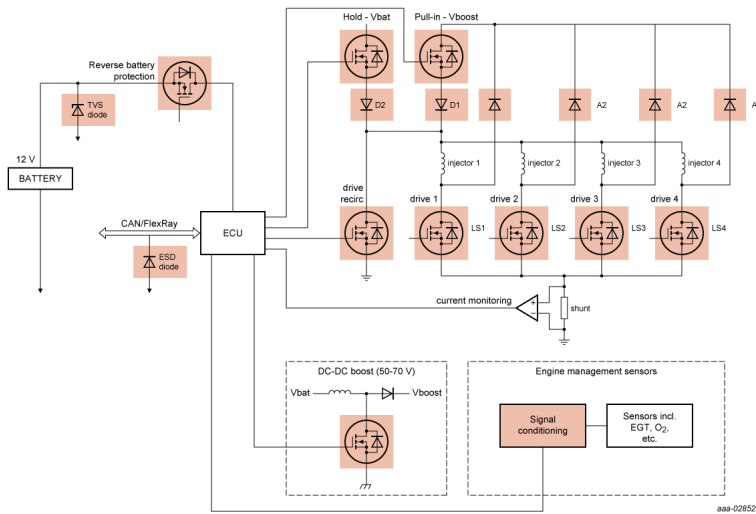 Hold - Vbat
Pull-in - Vboost
Reverse battery
protection
TVS
diode
D2
D1
A2
A2
A
12 V
BATTERY
injector 1
injector 2
injector 3
injector 4
drive
recirc
drive 1
drive 2
drive 3
drive 4
LS1
LS2
LS3
LS4
CAN/FlexRay
ECU
ESD
diode
current monitoring
+
−
shunt
DC-DC boost (50-70 V)
Vbat
Vboost
Engine management sensors
Signal
conditioning
Sensors incl.
EGT, O₂,
etc.
aaa-02852